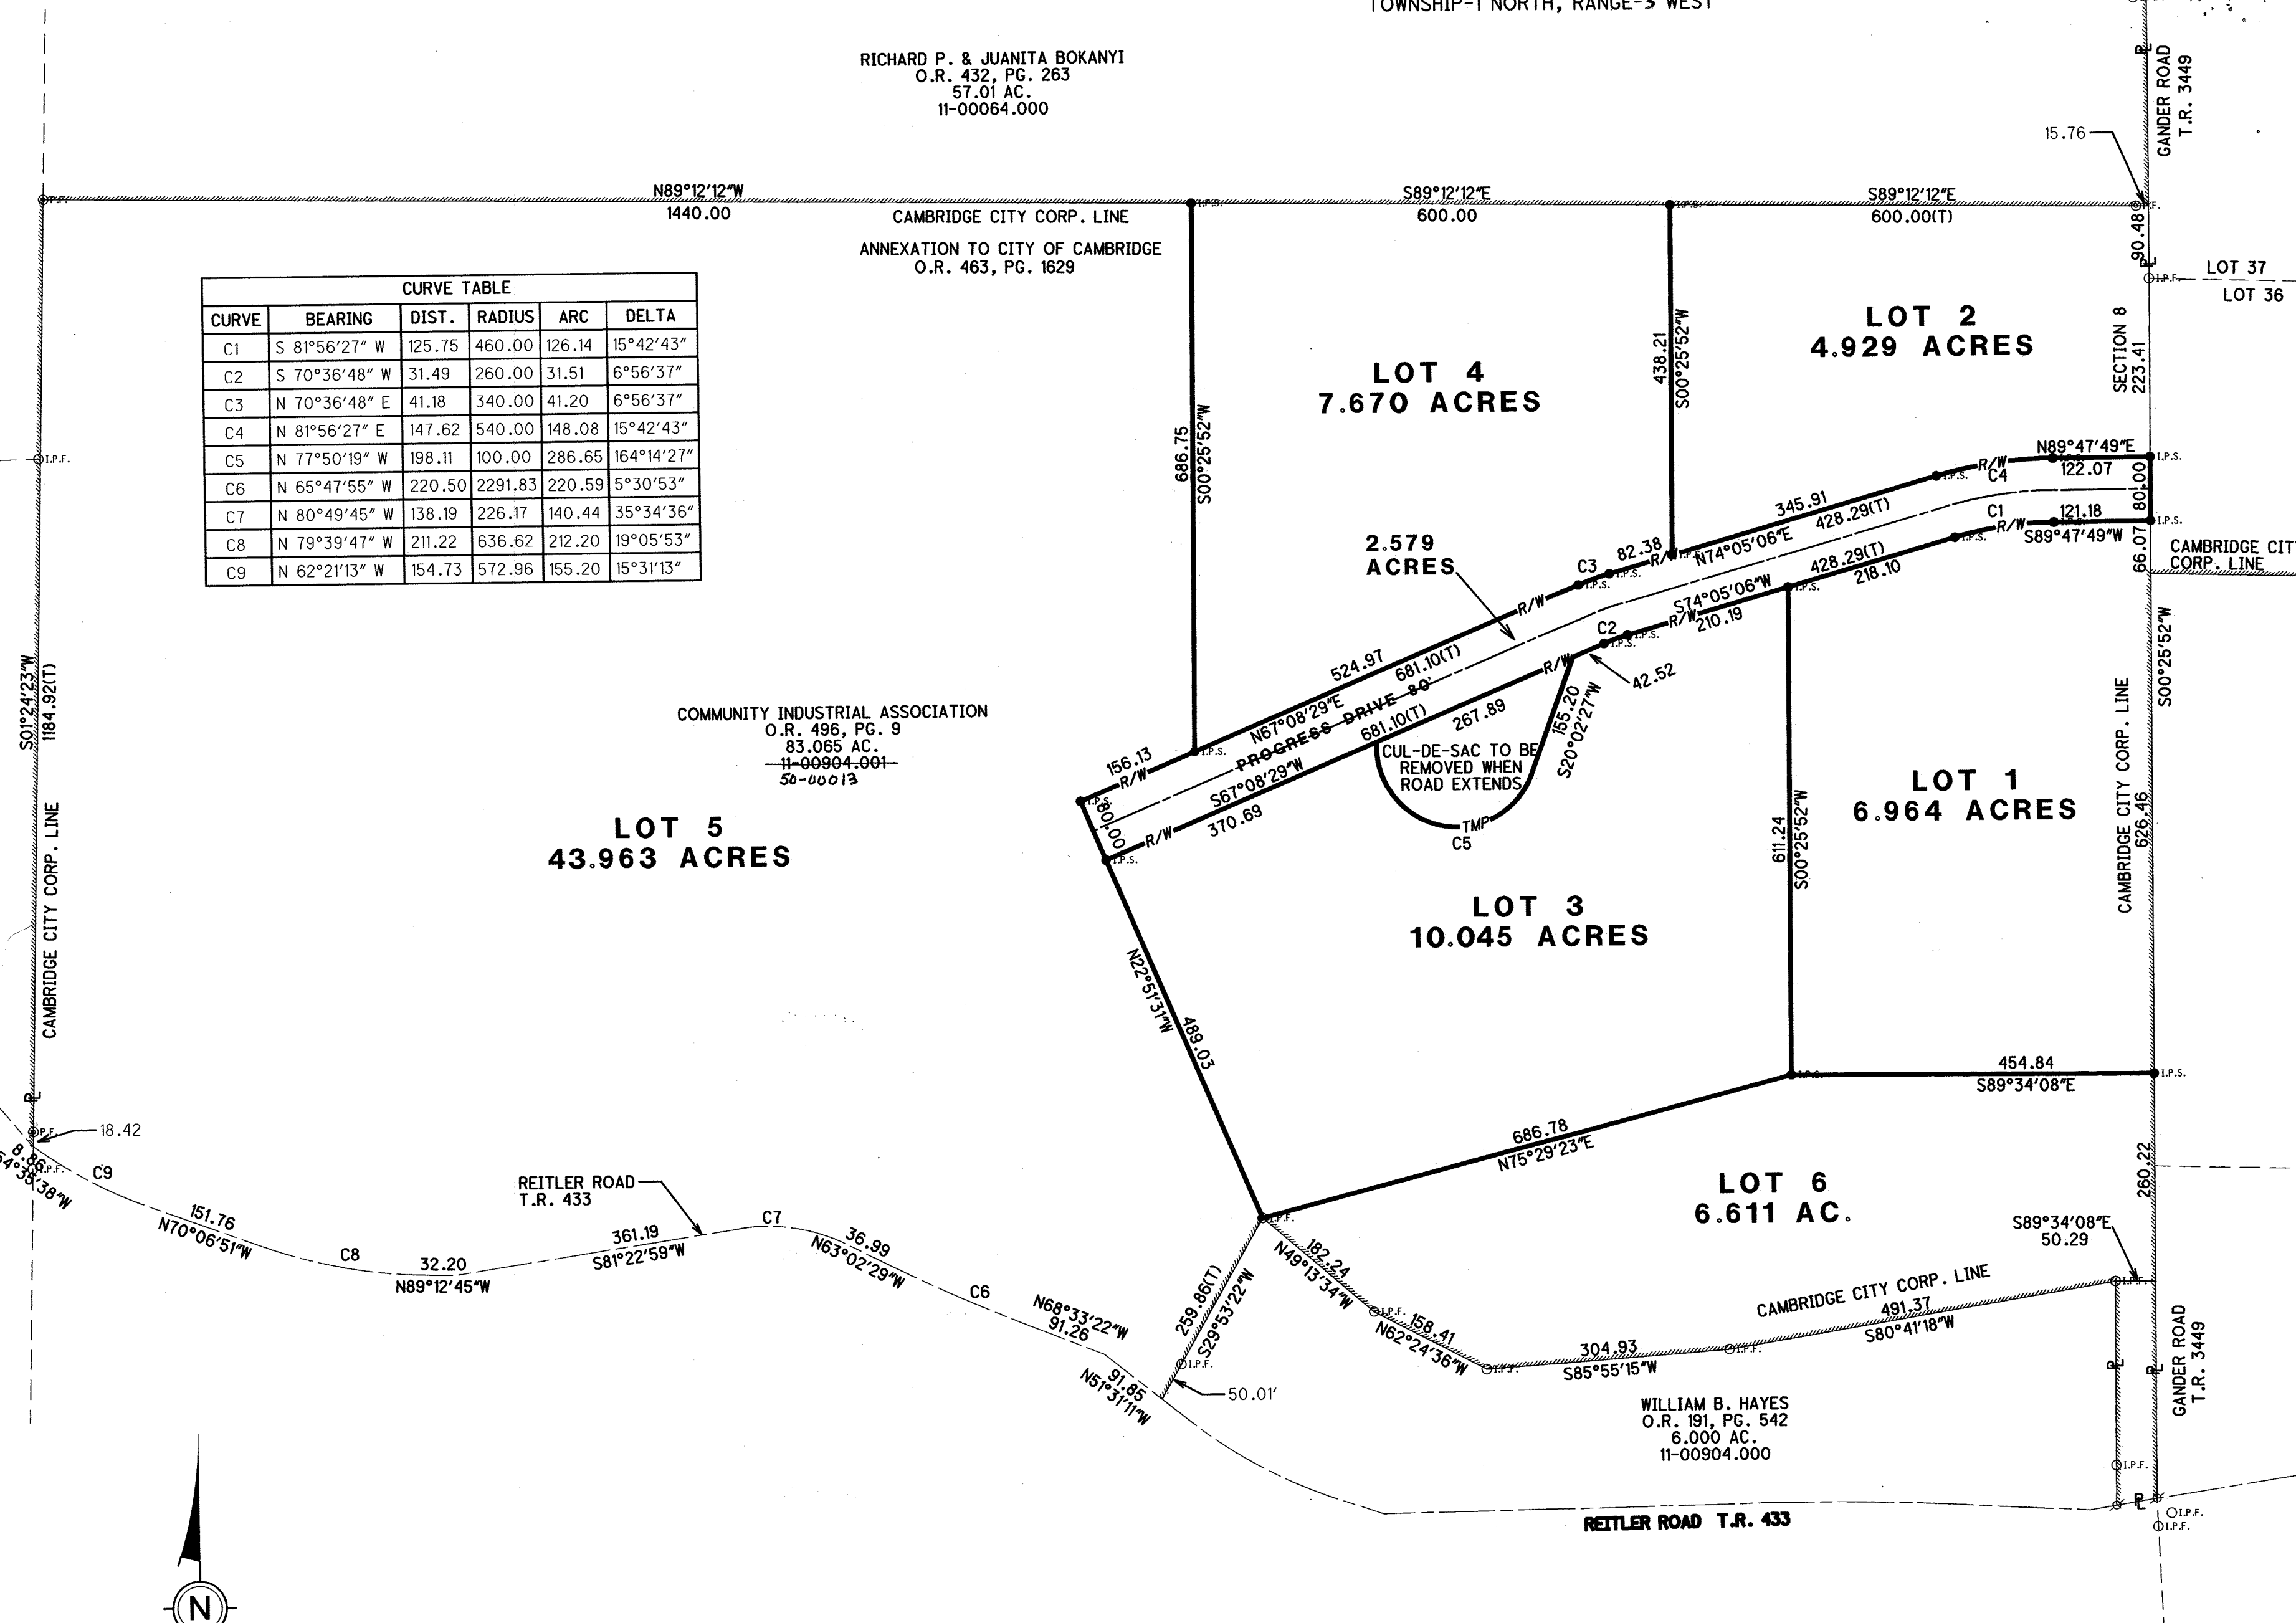 TOWNSHIP-1 NORTH, RANGE-3 WEST
RICHARD P. & JUANITA BOKANYI
O.R. 432, PG. 263
57.01 AC.
11-00064.000
GANDER ROAD
T.R. 3449
15.76
I.P.F.
N89°12'12"W
1440.00
CAMBRIDGE CITY CORP. LINE
I.P.S.
S89°12'12"E
600.00
I.P.S.
S89°12'12"E
600.00(T)
I.P.F.
90.48
ANNEXATION TO CITY OF CAMBRIDGE
O.R. 463, PG. 1629
I.P.F.
LOT 37
LOT 36
CURVE TABLE
CURVE BEARING DIST. RADIUS ARC DELTA
C1 S 81°56'27" W 125.75 460.00 126.14 15°42'43"
C2 S 70°36'48" W 31.49 260.00 31.51 6°56'37"
C3 N 70°36'48" E 41.18 340.00 41.20 6°56'37"
C4 N 81°56'27" E 147.62 540.00 148.08 15°42'43"
C5 N 77°50'19" W 198.11 100.00 286.65 164°14'27"
C6 N 65°47'55" W 220.50 2291.83 220.59 5°30'53"
C7 N 80°49'45" W 138.19 226.17 140.44 35°34'36"
C8 N 79°39'47" W 211.22 636.62 212.20 19°05'53"
C9 N 62°21'13" W 154.73 572.96 155.20 15°31'13"
LOT 2
4.929 ACRES
SECTION 8
223.41
438.21
S00°25'52"W
LOT 4
7.670 ACRES
686.75
S00°25'52"W
I.P.F.
N89°47'49"E
122.07
I.P.S.
R/W
C4
I.P.S.
80.00
345.91
428.29(T)
N74°05'06"E
C1
R/W
121.18
S89°47'49"W
I.P.S.
I.P.S.
66.07
CAMBRIDGE CIT
CORP. LINE
2.579
ACRES
C3
82.38
R/W
I.P.S.
I.P.S.
428.29(T)
218.10
S74°05'06"W
R/W
210.19
I.P.S.
C2
I.P.S.
42.52
R/W
524.97
681.10(T)
N67°08'29"E
PROGRESS DRIVE 80'
681.10(T)
267.89
R/W
S67°08'29"W
370.69
R/W
155.20
S20°02'27"W
CUL-DE-SAC TO BE
REMOVED WHEN
ROAD EXTENDS
TMP
C5
156.13
R/W
I.P.S.
I.P.S.
80.00
I.P.S.
S01°24'23"W
1184.92(T)
CAMBRIDGE CITY CORP. LINE
COMMUNITY INDUSTRIAL ASSOCIATION
O.R. 496, PG. 9
83.065 AC.
11-00904.001
50-00013
LOT 5
43.963 ACRES
S00°25'52"W
CAMBRIDGE CITY CORP. LINE
626.46
LOT 1
6.964 ACRES
611.24
S00°25'52"W
LOT 3
10.045 ACRES
N22°51'31"W
489.03
454.84
S89°34'08"E
I.P.S.
I.P.S.
686.78
N75°29'23"E
I.P.F.
LOT 6
6.611 AC.
260.22
S89°34'08"E
50.29
I.P.F.
18.42
8.86
54°35'38"W
I.P.F.
C9
151.76
N70°06'51"W
C8
32.20
N89°12'45"W
REITLER ROAD
T.R. 433
361.19
S81°22'59"W
C7
36.99
N63°02'29"W
C6
N68°33'22"W
91.26
91.85
N51°31'11"W
259.86(T)
S29°53'22"W
I.P.F.
50.01'
182.24
N49°13'34"W
I.P.F.
158.41
N62°24'36"W
I.P.F.
304.93
S85°55'15"W
CAMBRIDGE CITY CORP. LINE
491.37
S80°41'18"W
GANDER ROAD
T.R. 3449
WILLIAM B. HAYES
O.R. 191, PG. 542
6.000 AC.
11-00904.000
I.P.F.
REITLER ROAD T.R. 433
I.P.F.
I.P.F.
N